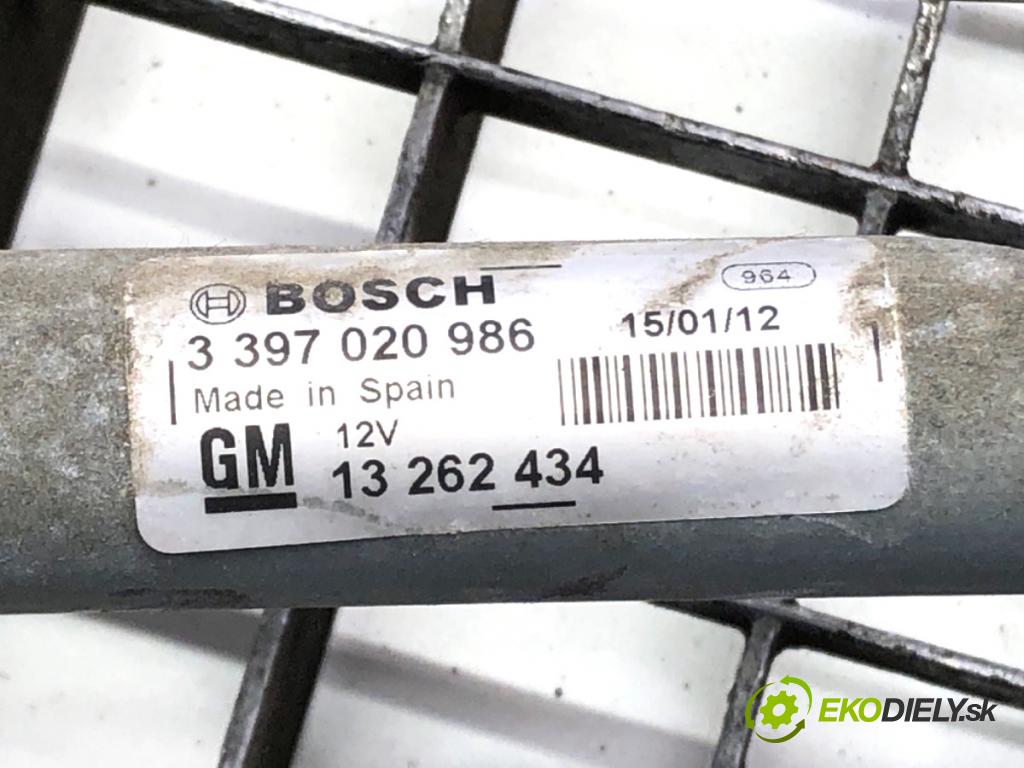 BOSCH
964
3 397 020 986
15/01/12
Made in Spain
GM
12V
13 262 434
EKODIELY.sk